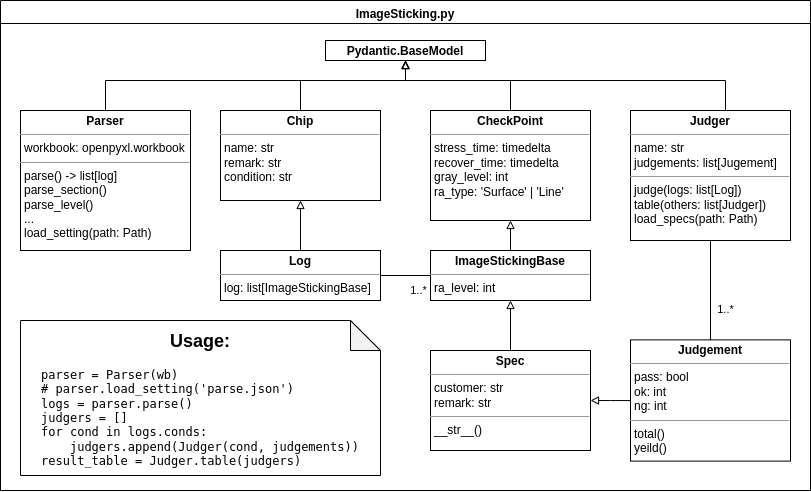 ImageSticking.py
Pydantic.BaseModel
Parser
workbook: openpyxl.workbook
parse() -> list[log]
parse_section()
parse_level()
...
load_setting(path: Path)
Chip
name: str
remark: str
condition: str
CheckPoint
stress_time: timedelta
recover_time: timedelta
gray_level: int
ra_type: 'Surface' | 'Line'
Judger
name: str
judgements: list[Jugement]
judge(logs: list[Log])
table(others: list[Judger])
load_specs(path: Path)
Log
log: list[ImageStickingBase]
1..*
ImageStickingBase
ra_level: int
1..*
Usage:
parser = Parser(wb)
# parser.load_setting('parse.json')
logs = parser.parse()
judgers = []
for cond in logs.conds:
    judgers.append(Judger(cond, judgements))
result_table = Judger.table(judgers)
Spec
customer: str
remark: str
__str__()
Judgement
pass: bool
ok: int
ng: int
total()
yeild()